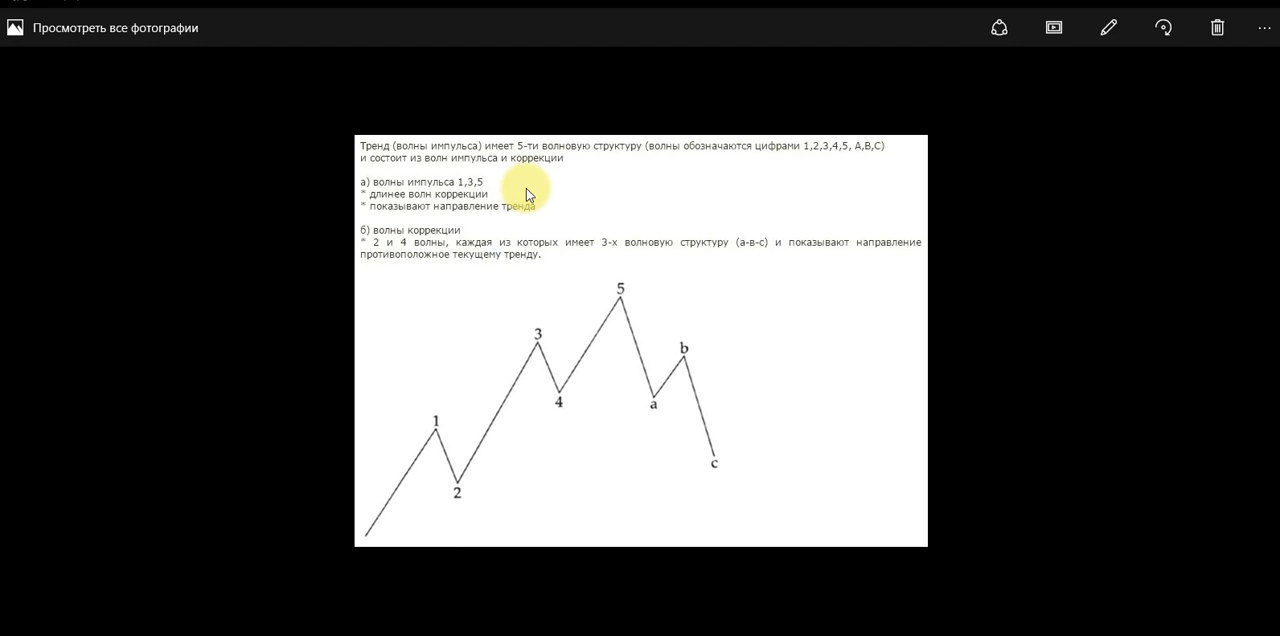 Просмотреть все фотографии
Тренд (волны импульса) имеет 5-ти волновую структуру (волны обозначаются цифрами 1,2,3,4,5, A,B,C)
и состоит из волн импульса и коррекции
а) волны импульса 1,3,5
* длинее волн коррекции
* показывают направление тренда
б) волны коррекции
* 2 и 4 волны, каждая из которых имеет 3-х волновую структуру (а-в-с) и показывают направление
противоположное текущему тренду.
5
3
b
4
a
1
c
2